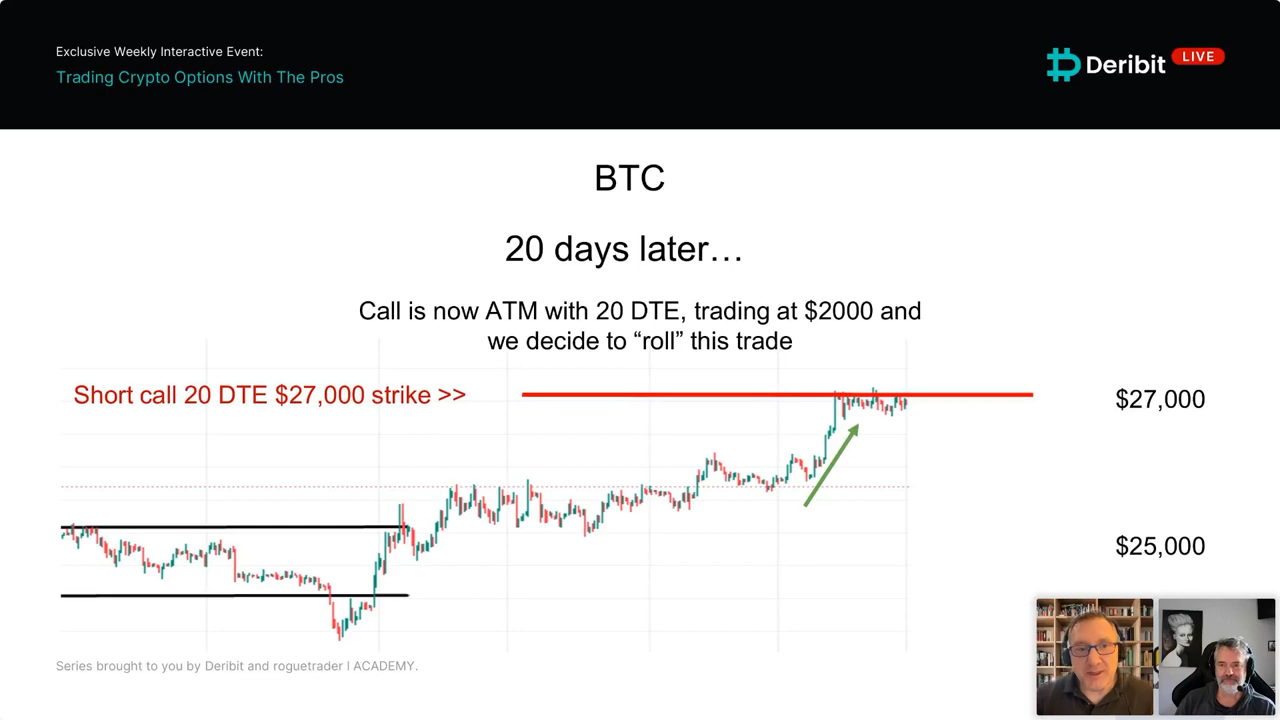 Exclusive Weekly Interactive Event:
Trading Crypto Options With The Pros
Deribit LIVE
BTC
20 days later…
Call is now ATM with 20 DTE, trading at $2000 and
we decide to “roll” this trade
Short call 20 DTE $27,000 strike >>
$27,000
$25,000
Series brought to you by Deribit and roguetrader | ACADEMY.